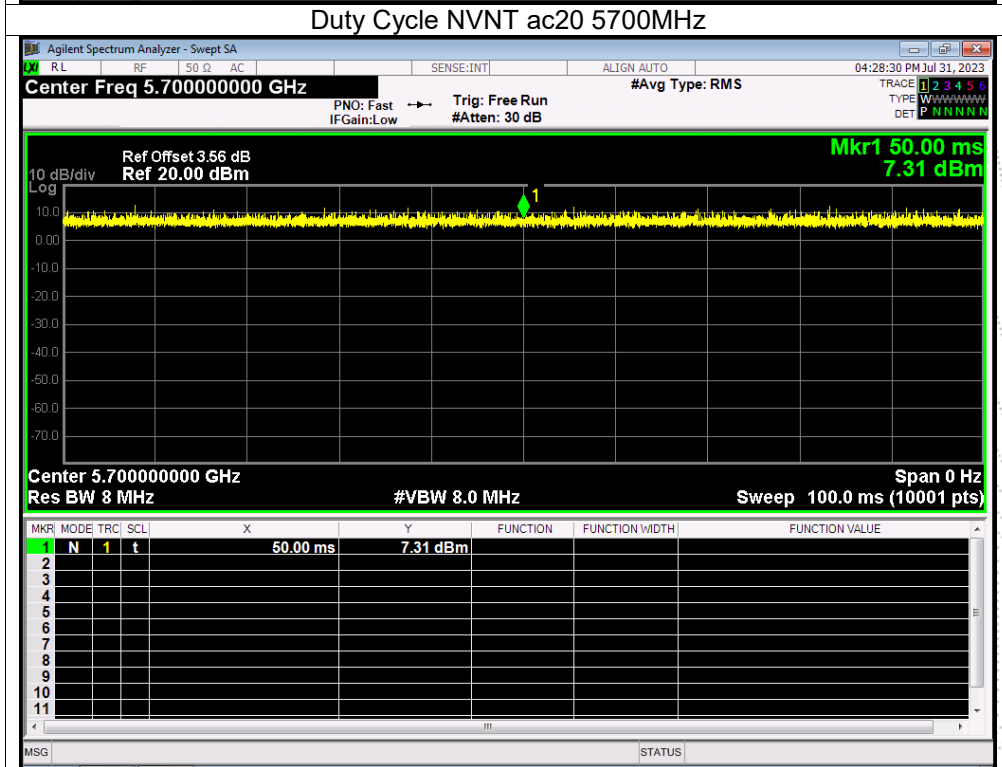 Duty Cycle NVNT ac20 5700MHz
Agilent Spectrum Analyzer - Swept SA
LXI RL RF 50 Ω AC SENSE:INT ALIGN AUTO 04:28:30 PM Jul 31, 2023
Center Freq 5.700000000 GHz #Avg Type: RMS TRACE 1 2 3 4 5 6
PNO: Fast Trig: Free Run TYPE WWWWWW
IFGain:Low #Atten: 30 dB DET P N N N N N
Ref Offset 3.56 dB Mkr1 50.00 ms
10 dB/div Ref 20.00 dBm 7.31 dBm
Log
1
10.0
0.00
-10.0
-20.0
-30.0
-40.0
-50.0
-60.0
-70.0
Center 5.700000000 GHz Span 0 Hz
Res BW 8 MHz #VBW 8.0 MHz Sweep 100.0 ms (10001 pts)
MKR MODE TRC SCL X Y FUNCTION FUNCTION WIDTH FUNCTION VALUE
1 N 1 t 50.00 ms 7.31 dBm
2
3
4
5
6
7
8
9
10
11
MSG STATUS